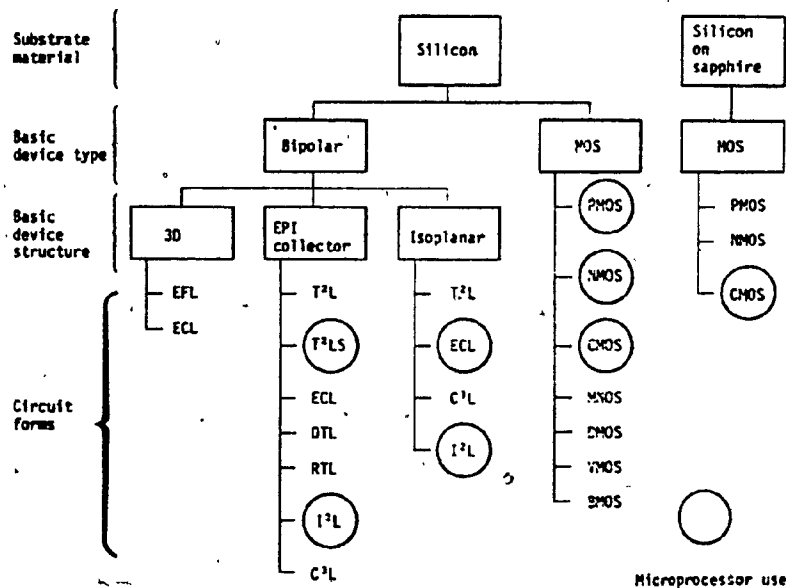 Substrate
material
Silicon
Silicon
on
sapphire
Basic
device type
Bipolar
MOS
MOS
Basic
device
structure
3D
EPI
collector
Isoplanar
PMOS
NMOS
CMOS
PMOS
NMOS
CMOS
Circuit
forms
EFL
ECL
T²L
T²LS
ECL
DTL
RTL
I²L
C³L
T²L
ECL
C³L
I²L
MNOS
DMOS
VMOS
BMOS
Microprocessor use